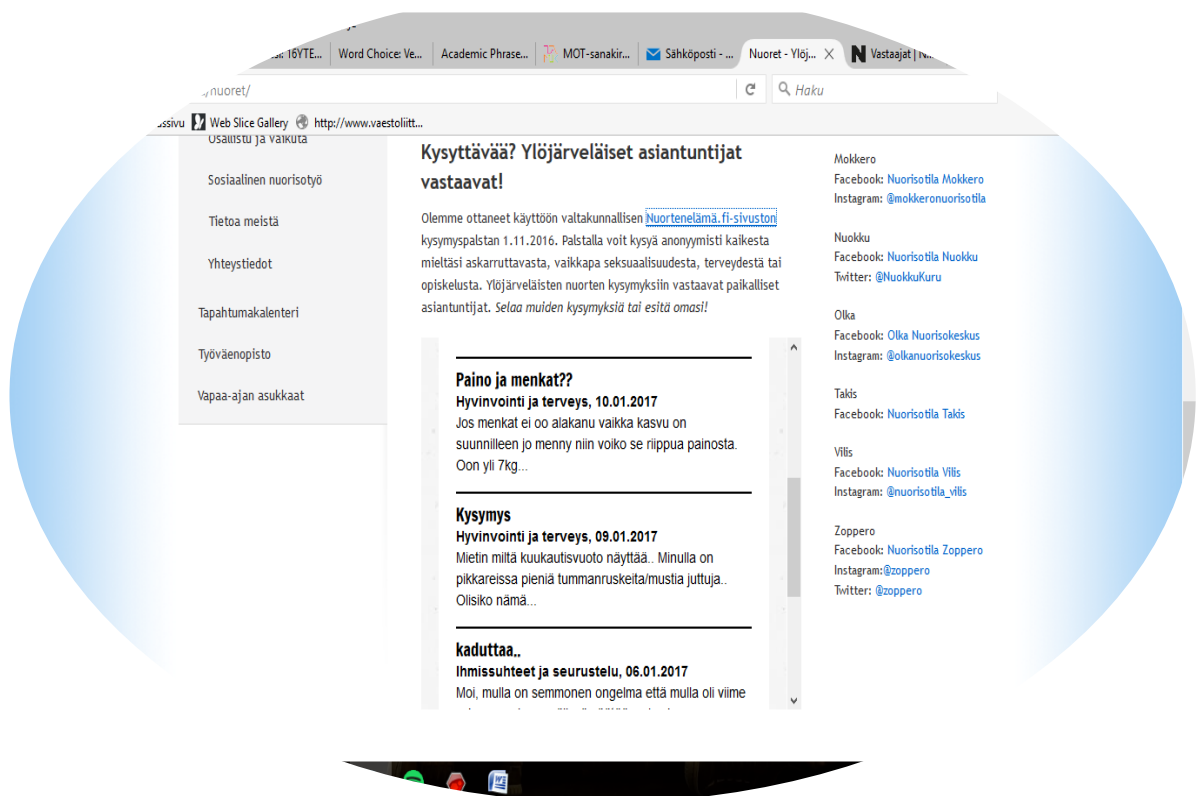 16YTE...
Word Choice: Ve...
Academic Phrase...
MOT-sanakir...
Sähköposti - ...
Nuoret - Ylöj...
Vastaajat | N...
/nuoret/
Haku
Web Slice Gallery
http://www.vaestoliitt...
Osallistu ja vaikuta
Sosiaalinen nuorisotyö
Tietoa meistä
Yhteystiedot
Tapahtumakalenteri
Työväenopisto
Vapaa-ajan asukkaat
Kysyttävää? Ylöjärveläiset asiantuntijat
vastaavat!
Olemme ottaneet käyttöön valtakunnallisen Nuortenelämä.fi-sivuston
kysymyspalstan 1.11.2016. Palstalla voit kysyä anonyymisti kaikesta
mieltäsi askarruttavasta, vaikkapa seksuaalisuudesta, terveydestä tai
opiskelusta. Ylöjärveläisten nuorten kysymyksiin vastaavat paikalliset
asiantuntijat. Selaa muiden kysymyksiä tai esitä omasi!
Paino ja menkat??
Hyvinvointi ja terveys, 10.01.2017
Jos menkat ei oo alakanu vaikka kasvu on
suunnilleen jo menny niin voiko se riippua painosta.
Oon yli 7kg...
Kysymys
Hyvinvointi ja terveys, 09.01.2017
Mietin miltä kuukautisvuoto näyttää.. Minulla on
pikkareissa pieniä tummanruskeita/mustia juttuja..
Olisiko nämä...
kaduttaa..
Ihmissuhteet ja seurustelu, 06.01.2017
Moi, mulla on semmonen ongelma että mulla oli viime
Mokkero
Facebook: Nuorisotila Mokkero
Instagram: @mokkeronuorisotila
Nuokku
Facebook: Nuorisotila Nuokku
Twitter: @NuokkuKuru
Olka
Facebook: Olka Nuorisokeskus
Instagram: @olkanuorisokeskus
Takis
Facebook: Nuorisotila Takis
Vilis
Facebook: Nuorisotila Vilis
Instagram: @nuorisotila_vilis
Zoppero
Facebook: Nuorisotila Zoppero
Instagram:@zoppero
Twitter: @zoppero